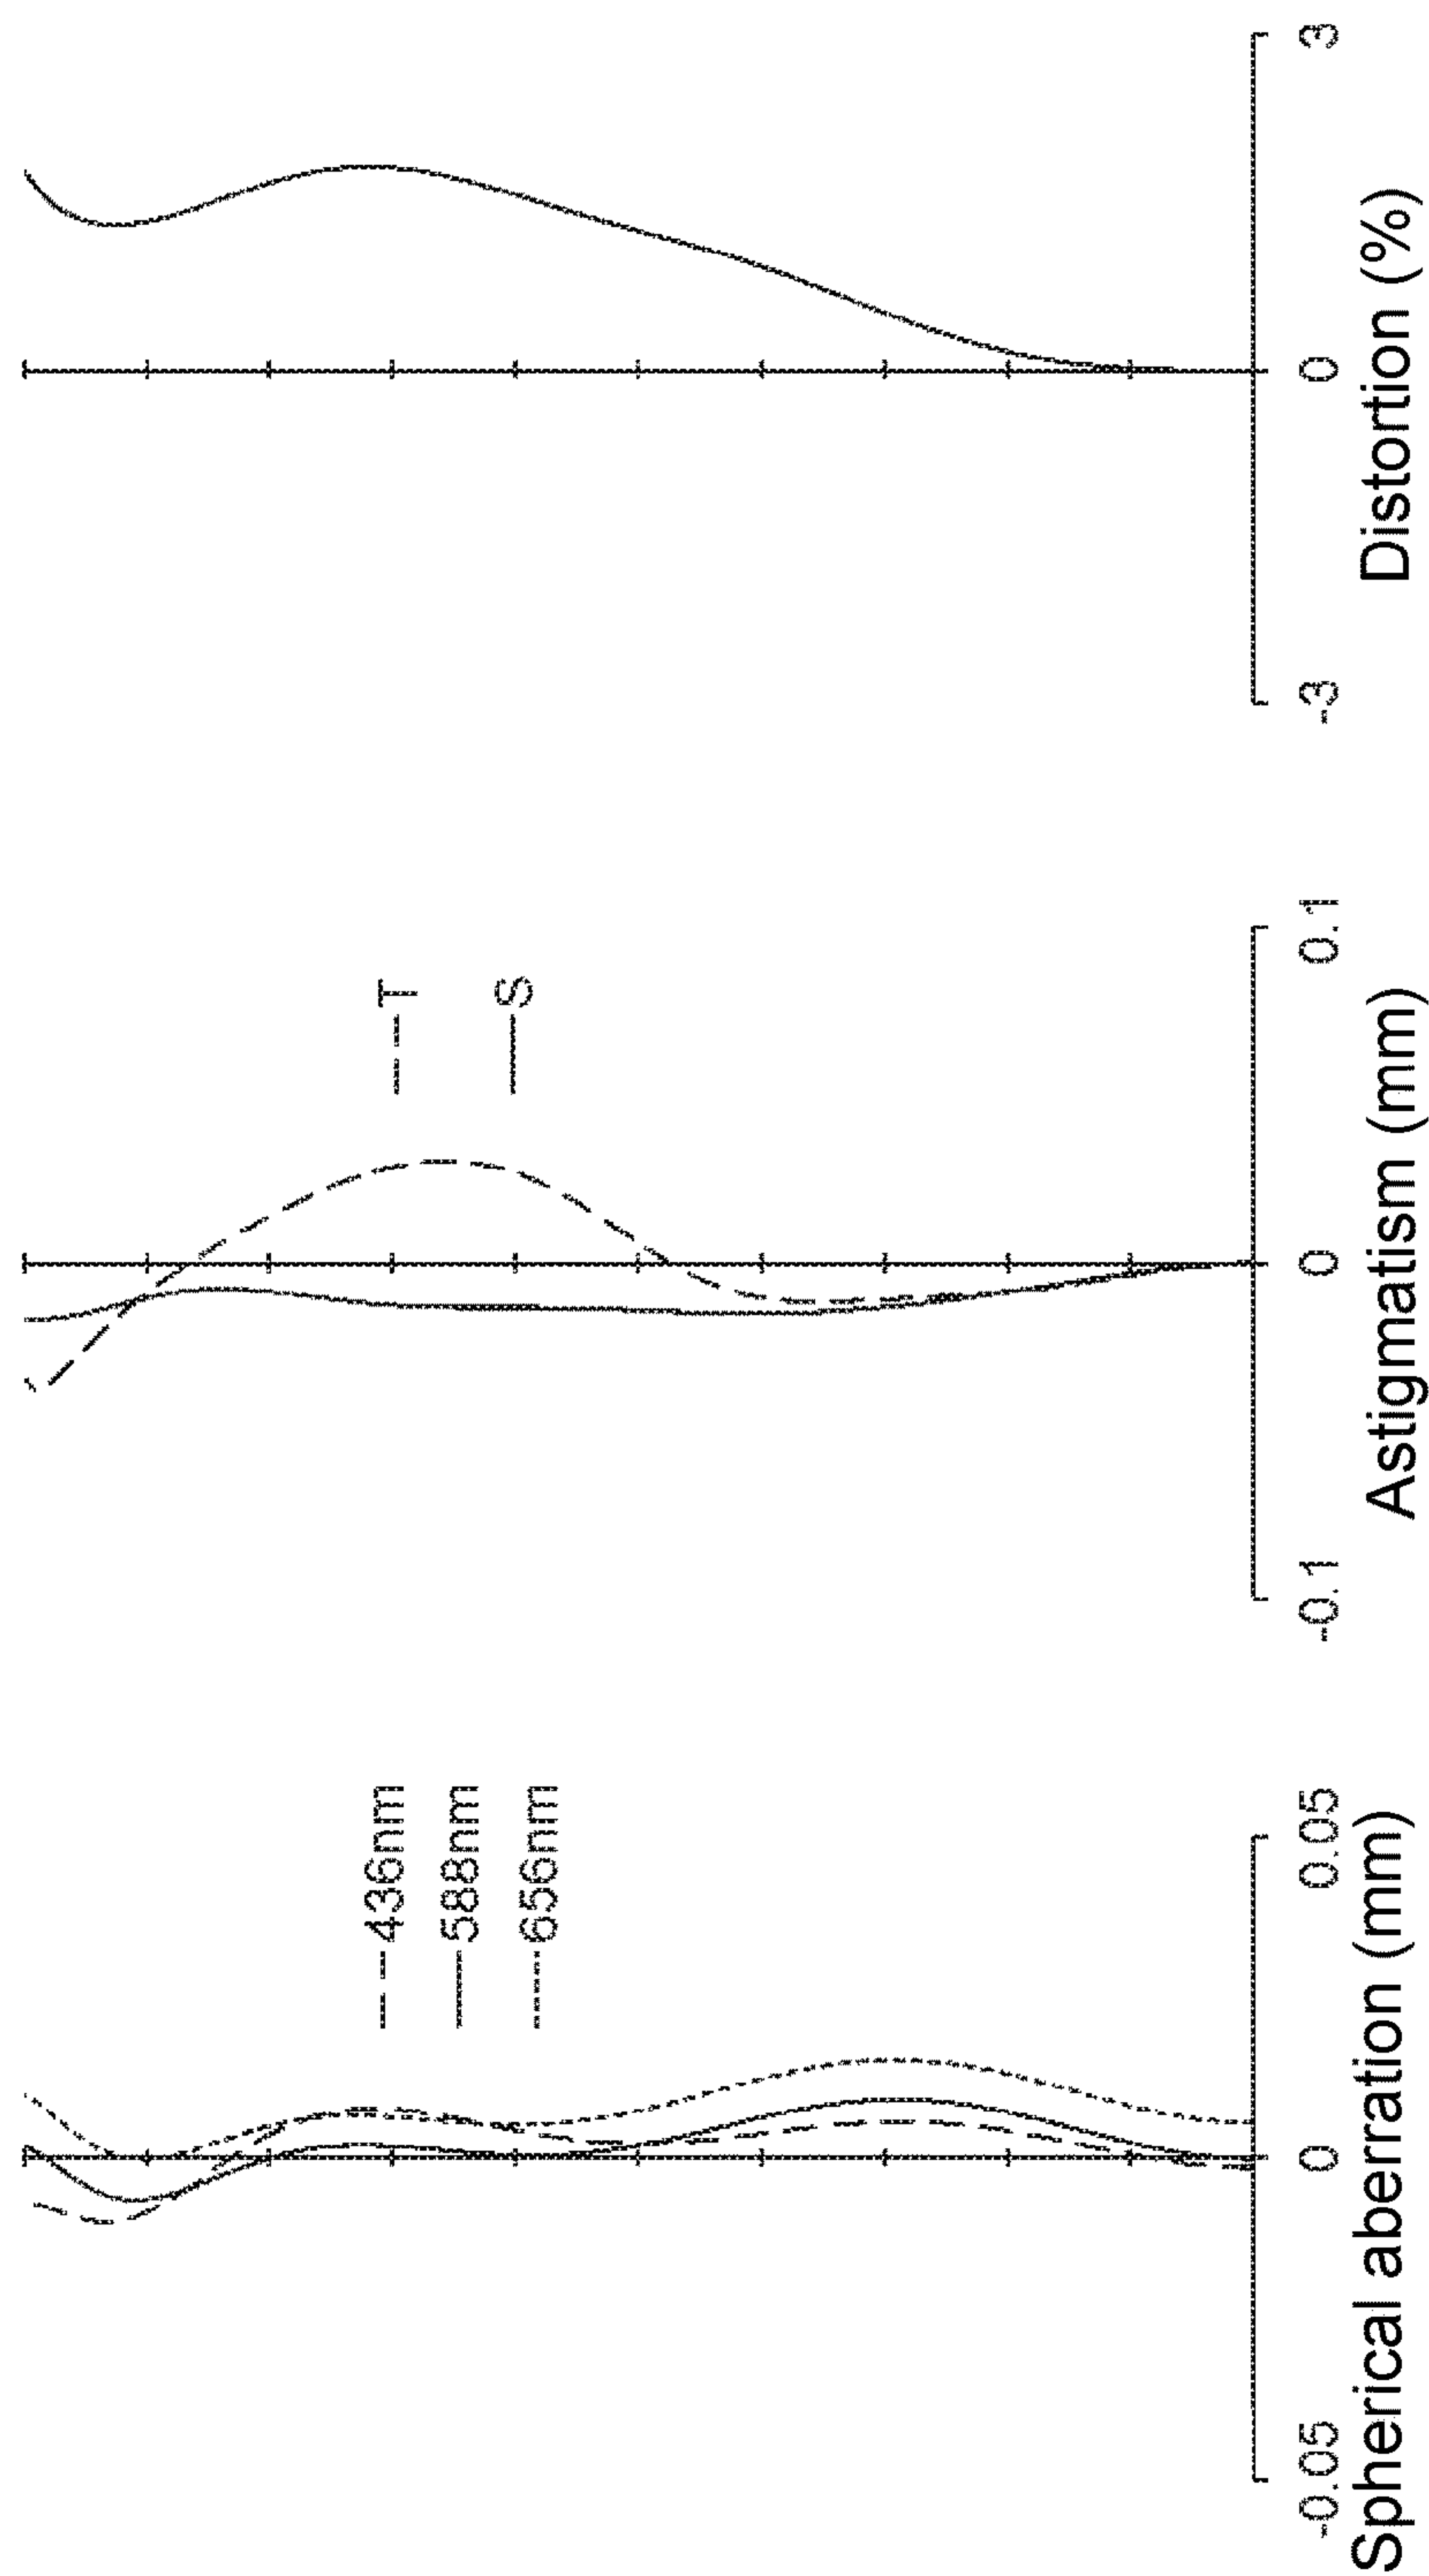 436nm
588nm
656nm
-0.05
0
0.05
Spherical aberration (mm)
T
S
-0.1
0
0.1
Astigmatism (mm)
-3
0
3
Distortion (%)